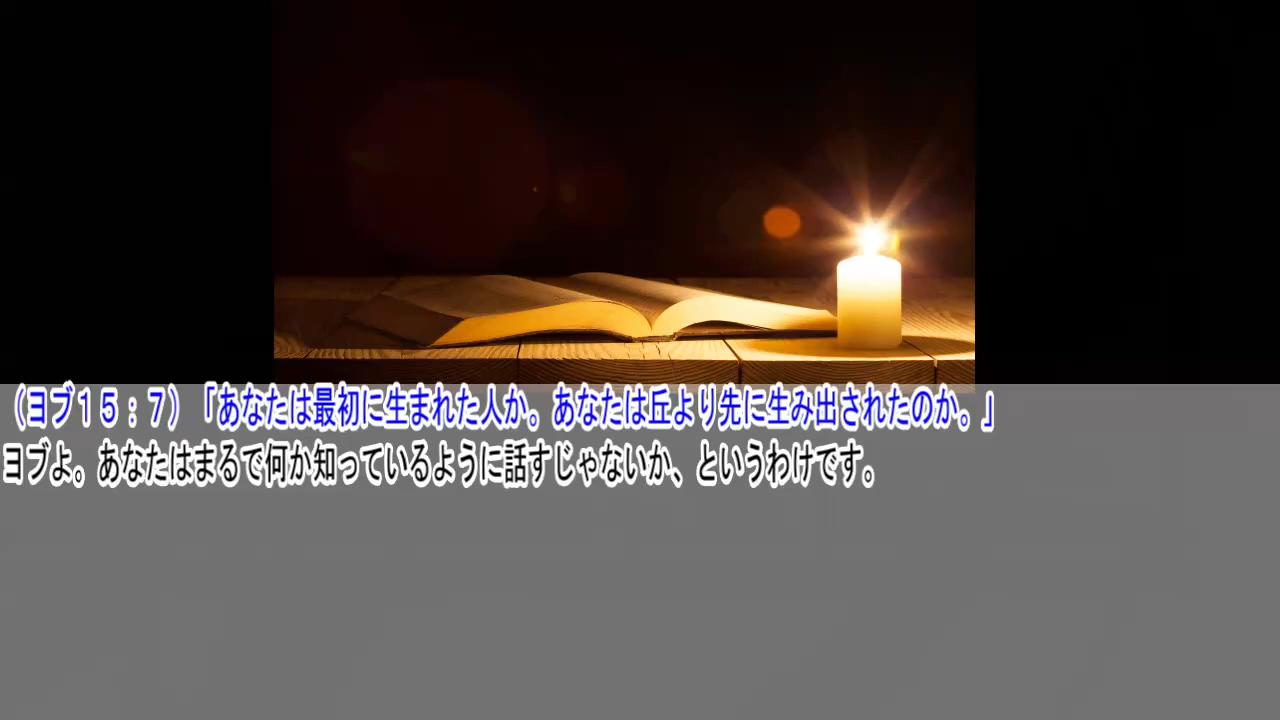 （ヨブ１５：７）「あなたは最初に生まれた人か。あなたは丘より先に生み出されたのか。」
ヨブよ。あなたはまるで何か知っているように話すじゃないか、というわけです。